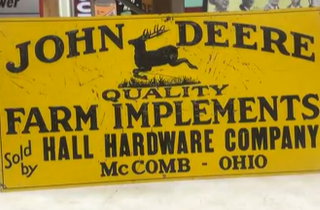 JOHN DEERE
QUALITY
FARM IMPLEMENTS
Sold by HALL HARDWARE COMPANY
McCOMB - OHIO